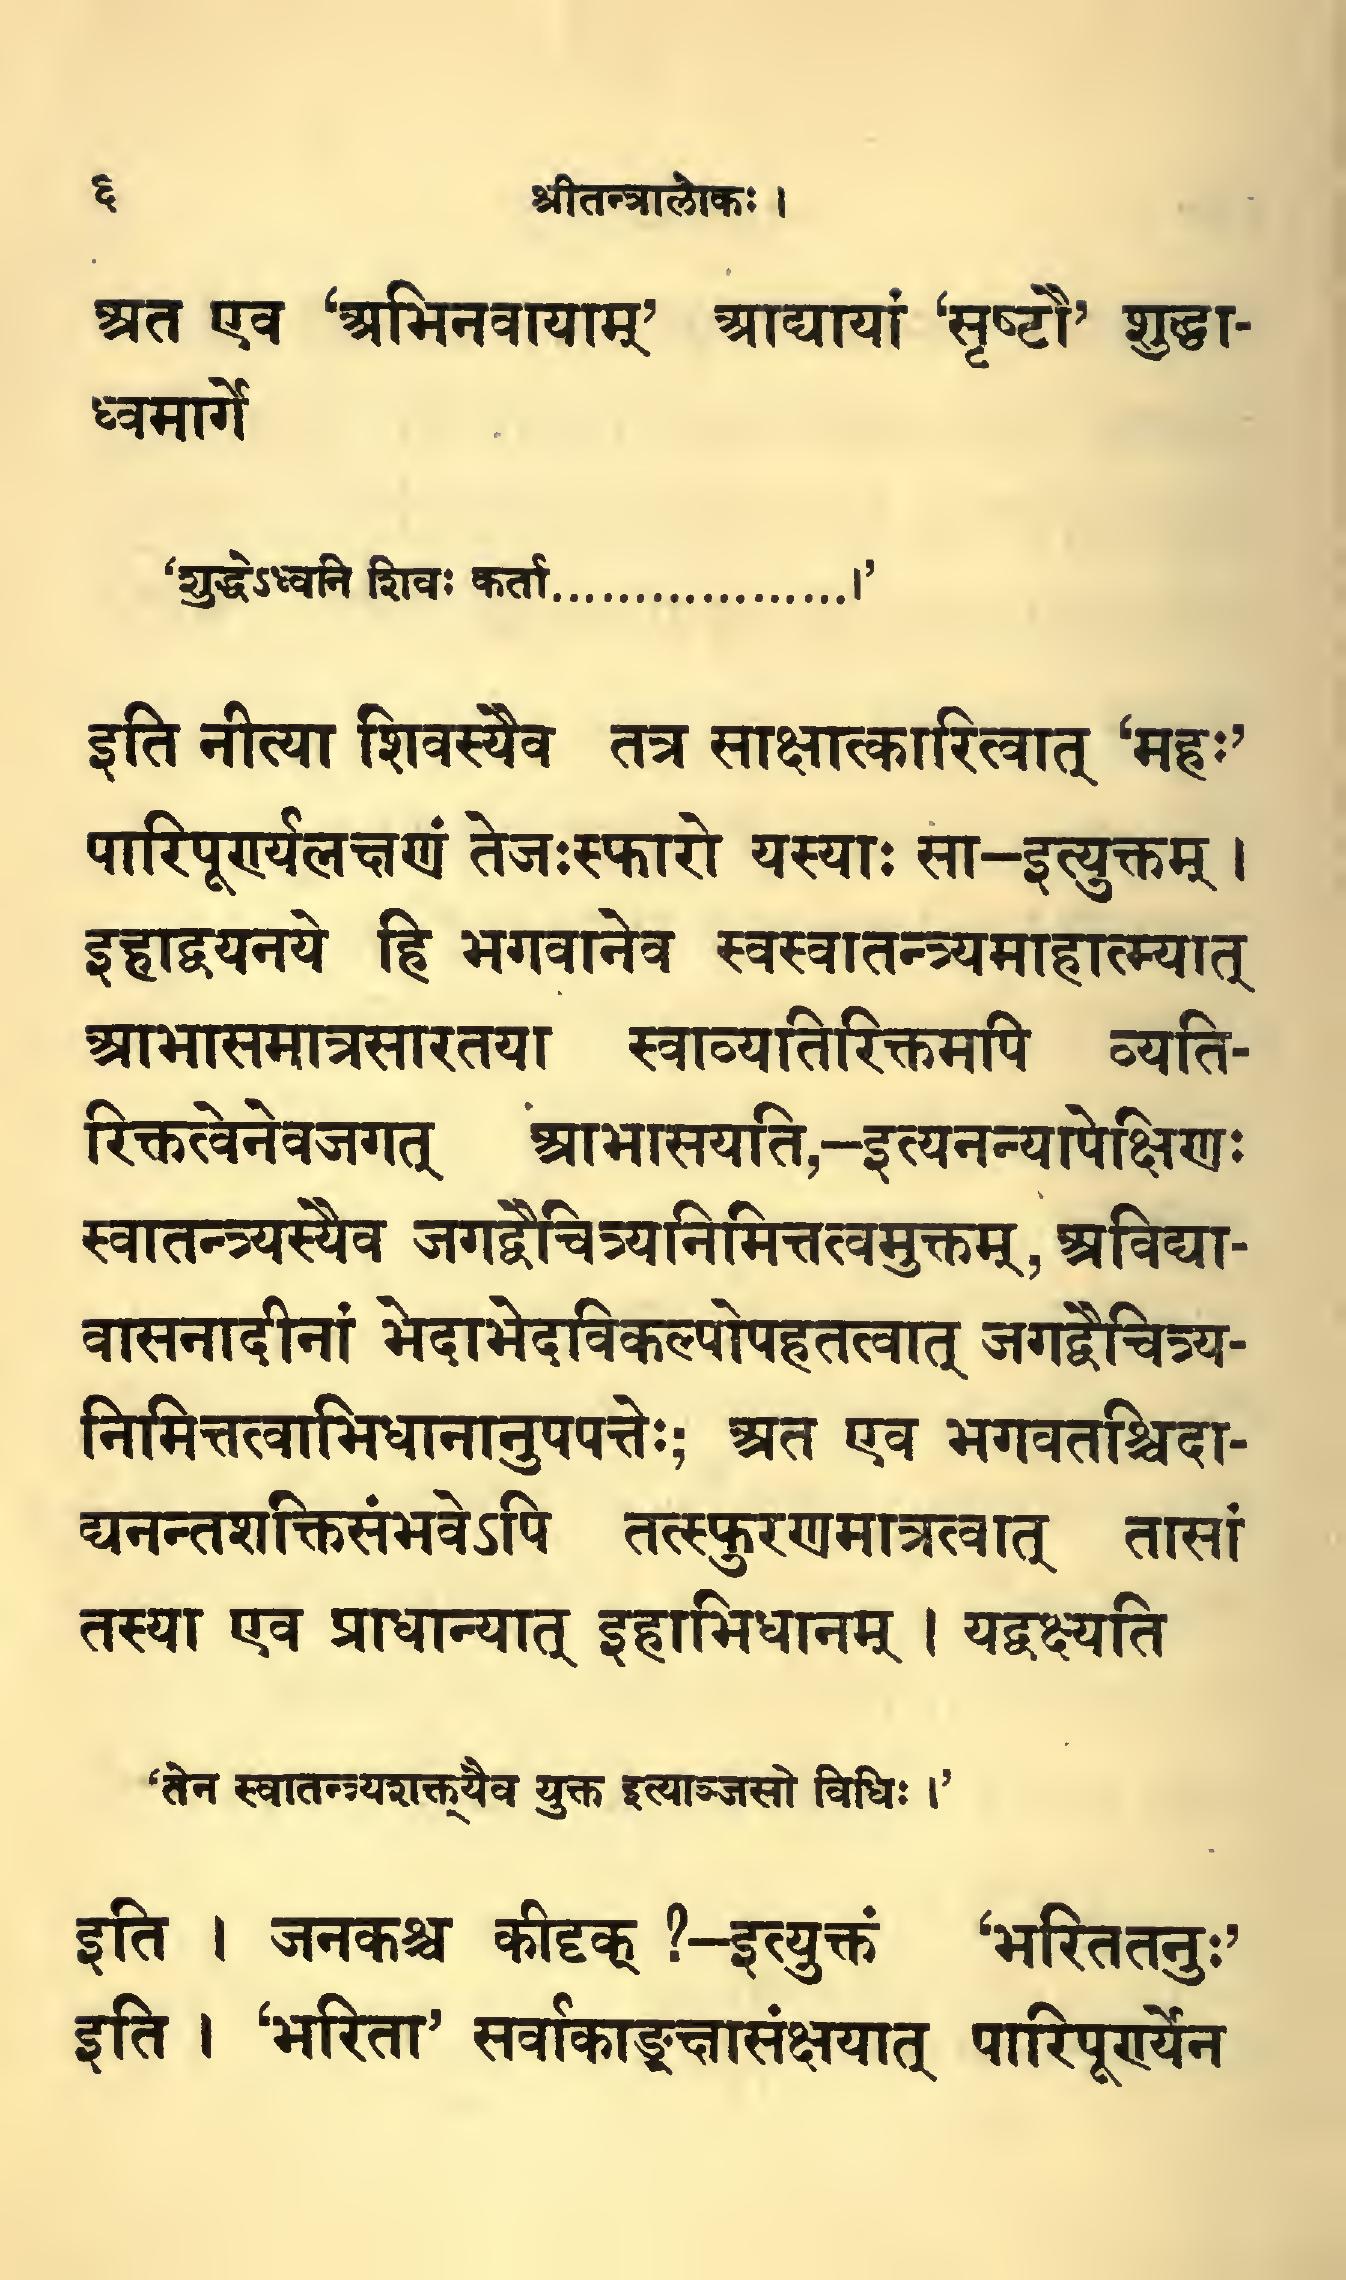 ६ श्रीतन्त्रालोकः ।
अत एव ‘अभिनवायाम्’ आद्यायां ‘सृष्टौ’ शुद्धा-
ध्वमार्गे
‘शुद्धेऽध्वनि शिवः कर्ता..................।’
इति नीत्या शिवस्यैव तत्र साक्षात्कारित्वात् ‘महः’
पारिपूर्ण्यलक्षणं तेजःस्फारो यस्याः सा—इत्युक्तम् ।
इहाद्वयनये हि भगवानेव स्वस्वातन्त्र्यमाहात्म्यात्
आभासमात्रसारतया स्वाव्यतिरिक्तमपि व्यति-
रिक्तत्वेनेवजगत् आभासयति,—इत्यनन्यापेक्षिणः
स्वातन्त्र्यस्यैव जगद्वैचित्र्यनिमित्तत्वमुक्तम्, अविद्या-
वासनादीनां भेदाभेदविकल्पोपहतत्वात् जगद्वैचित्र्य-
निमित्तत्वाभिधानानुपपत्तेः; अत एव भगवतश्चिदा-
द्यनन्तशक्तिसंभवेऽपि तत्स्फुरणमात्रत्वात् तासां
तस्या एव प्राधान्यात् इहाभिधानम् । यद्वक्ष्यति
‘तेन स्वातन्त्र्यशक्त्यैव युक्त इत्याञ्जसो विधिः ।’
इति । जनकश्च कीदृक् ?—इत्युक्तं ‘भरिततनुः’
इति । ‘भरिता’ सर्वाकाङ्क्षासंक्षयात् पारिपूर्ण्येन